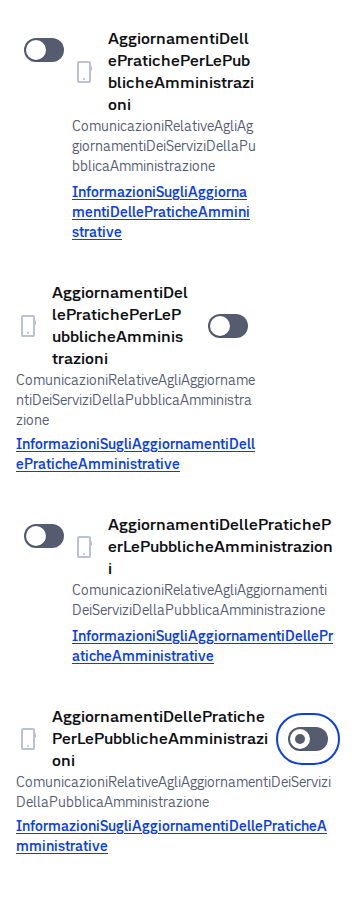 AggiornamentiDell
ePratichePerLePub
blicheAmministrazi
oni
ComunicazioniRelativeAgliAg
giornamentiDeiServiziDellaPu
bblicaAmministrazione
InformazioniSugliAggiorna
mentiDellePraticheAmmini
strative
AggiornamentiDel
lePratichePerLeP
ubblicheAmminis
trazioni
ComunicazioniRelativeAgliAggiorname
ntiDeiServiziDellaPubblicaAmministra
zione
InformazioniSugliAggiornamentiDell
ePraticheAmministrative
AggiornamentiDellePraticheP
erLePubblicheAmministrazion
i
ComunicazioniRelativeAgliAggiornamenti
DeiServiziDellaPubblicaAmministrazione
InformazioniSugliAggiornamentiDellePr
aticheAmministrative
AggiornamentiDellePratiche
PerLePubblicheAmministrazi
oni
ComunicazioniRelativeAgliAggiornamentiDeiServizi
DellaPubblicaAmministrazione
InformazioniSugliAggiornamentiDellePraticheA
mministrative